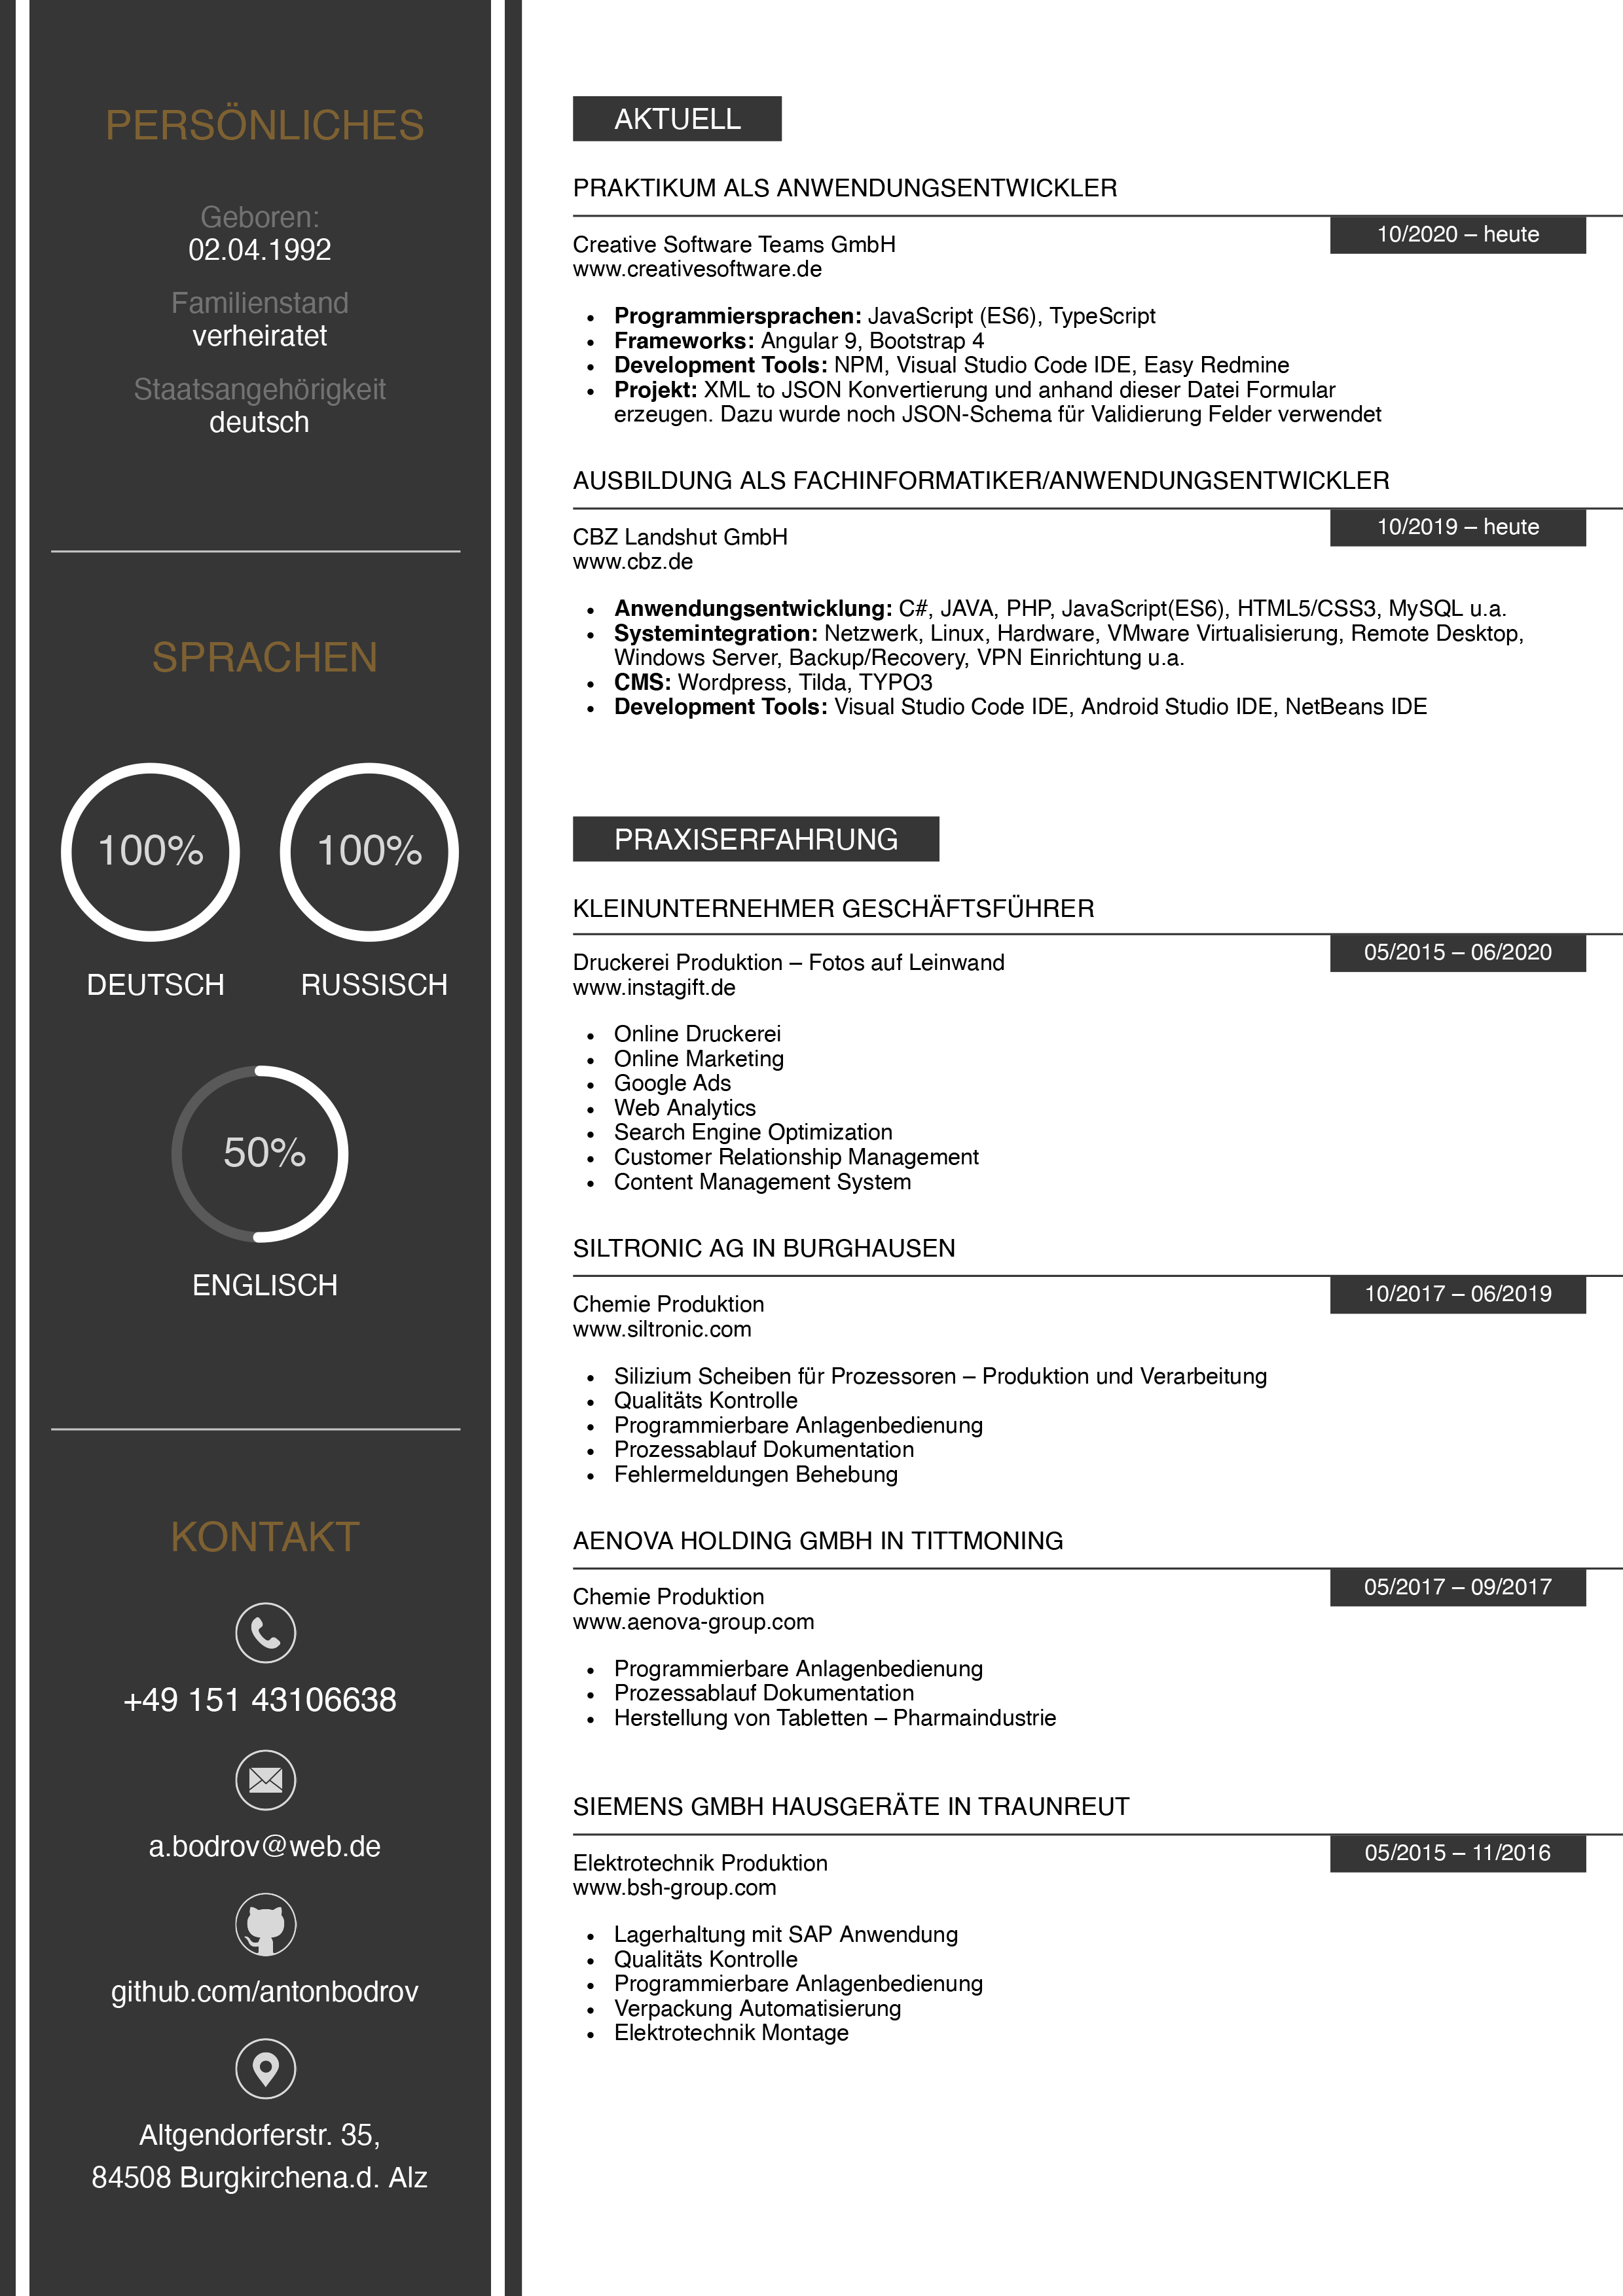 PERSÖNLICHES
Geboren:
02.04.1992
Familienstand
verheiratet
Staatsangehörigkeit
deutsch
SPRACHEN
100%
100%
DEUTSCH
RUSSISCH
50%
ENGLISCH
KONTAKT
+49 151 43106638
a.bodrov@web.de
github.com/antonbodrov
Altgendorferstr. 35,
84508 Burgkirchena.d. Alz
AKTUELL
PRAKTIKUM ALS ANWENDUNGSENTWICKLER
10/2020 – heute
Creative Software Teams GmbH
www.creativesoftware.de
• Programmiersprachen: JavaScript (ES6), TypeScript
• Frameworks: Angular 9, Bootstrap 4
• Development Tools: NPM, Visual Studio Code IDE, Easy Redmine
• Projekt: XML to JSON Konvertierung und anhand dieser Datei Formular
erzeugen. Dazu wurde noch JSON-Schema für Validierung Felder verwendet
AUSBILDUNG ALS FACHINFORMATIKER/ANWENDUNGSENTWICKLER
10/2019 – heute
CBZ Landshut GmbH
www.cbz.de
• Anwendungsentwicklung: C#, JAVA, PHP, JavaScript(ES6), HTML5/CSS3, MySQL u.a.
• Systemintegration: Netzwerk, Linux, Hardware, VMware Virtualisierung, Remote Desktop,
Windows Server, Backup/Recovery, VPN Einrichtung u.a.
• CMS: Wordpress, Tilda, TYPO3
• Development Tools: Visual Studio Code IDE, Android Studio IDE, NetBeans IDE
PRAXISERFAHRUNG
KLEINUNTERNEHMER GESCHÄFTSFÜHRER
05/2015 – 06/2020
Druckerei Produktion – Fotos auf Leinwand
www.instagift.de
• Online Druckerei
• Online Marketing
• Google Ads
• Web Analytics
• Search Engine Optimization
• Customer Relationship Management
• Content Management System
SILTRONIC AG IN BURGHAUSEN
10/2017 – 06/2019
Chemie Produktion
www.siltronic.com
• Silizium Scheiben für Prozessoren – Produktion und Verarbeitung
• Qualitäts Kontrolle
• Programmierbare Anlagenbedienung
• Prozessablauf Dokumentation
• Fehlermeldungen Behebung
AENOVA HOLDING GMBH IN TITTMONING
05/2017 – 09/2017
Chemie Produktion
www.aenova-group.com
• Programmierbare Anlagenbedienung
• Prozessablauf Dokumentation
• Herstellung von Tabletten – Pharmaindustrie
SIEMENS GMBH HAUSGERÄTE IN TRAUNREUT
05/2015 – 11/2016
Elektrotechnik Produktion
www.bsh-group.com
• Lagerhaltung mit SAP Anwendung
• Qualitäts Kontrolle
• Programmierbare Anlagenbedienung
• Verpackung Automatisierung
• Elektrotechnik Montage